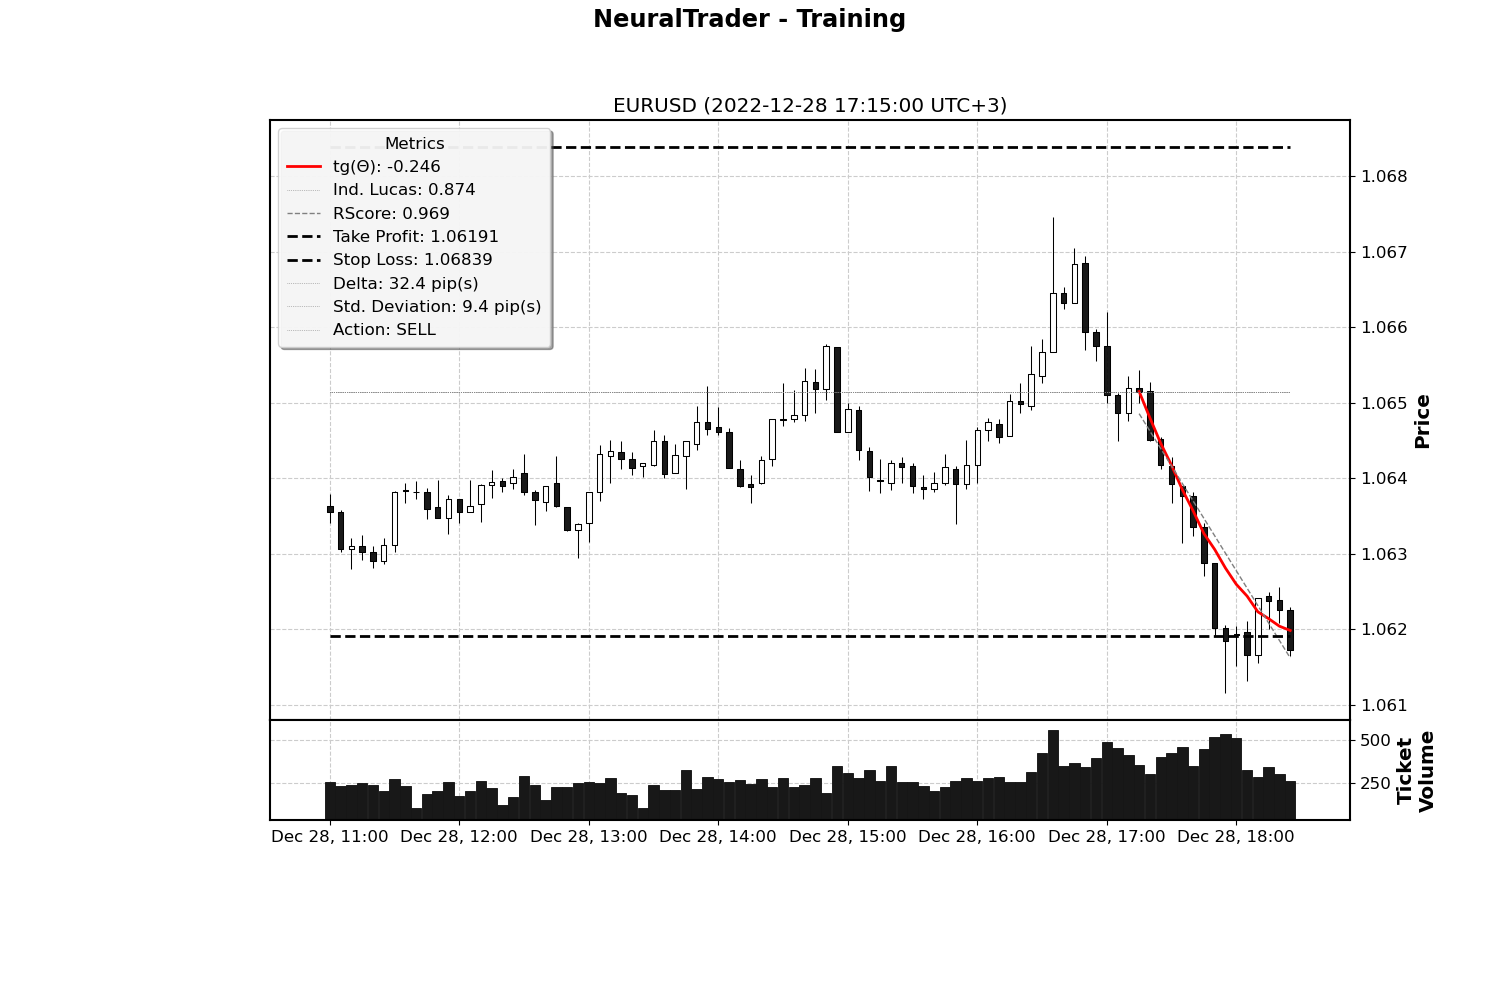 NeuralTrader - Training
EURUSD (2022-12-28 17:15:00 UTC+3)
Metrics
tg(Θ): -0.246
Ind. Lucas: 0.874
RScore: 0.969
Take Profit: 1.06191
Stop Loss: 1.06839
Delta: 32.4 pip(s)
Std. Deviation: 9.4 pip(s)
Action: SELL
1.068
1.067
1.066
1.065
1.064
1.063
1.062
1.061
Price
500
250
Ticket
Volume
Dec 28, 11:00 Dec 28, 12:00 Dec 28, 13:00 Dec 28, 14:00 Dec 28, 15:00 Dec 28, 16:00 Dec 28, 17:00 Dec 28, 18:00